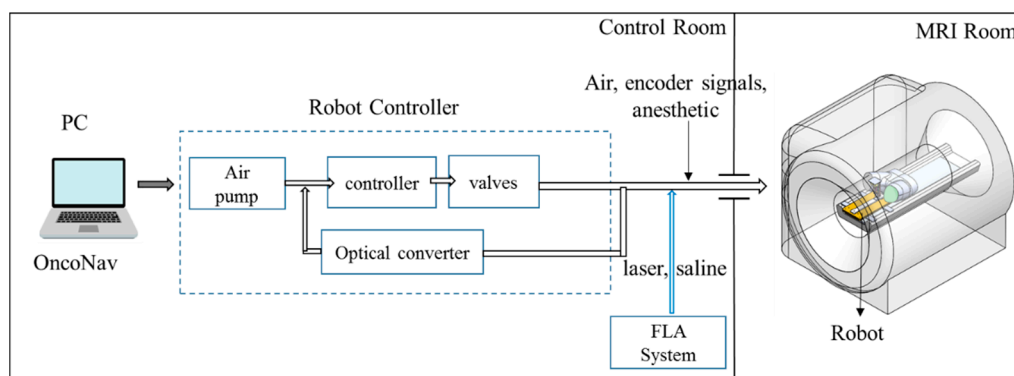 Control Room
MRI Room
Air, encoder signals,
anesthetic
Robot Controller
PC
Air
pump
controller
valves
Optical converter
OncoNav
laser, saline
FLA
System
Robot